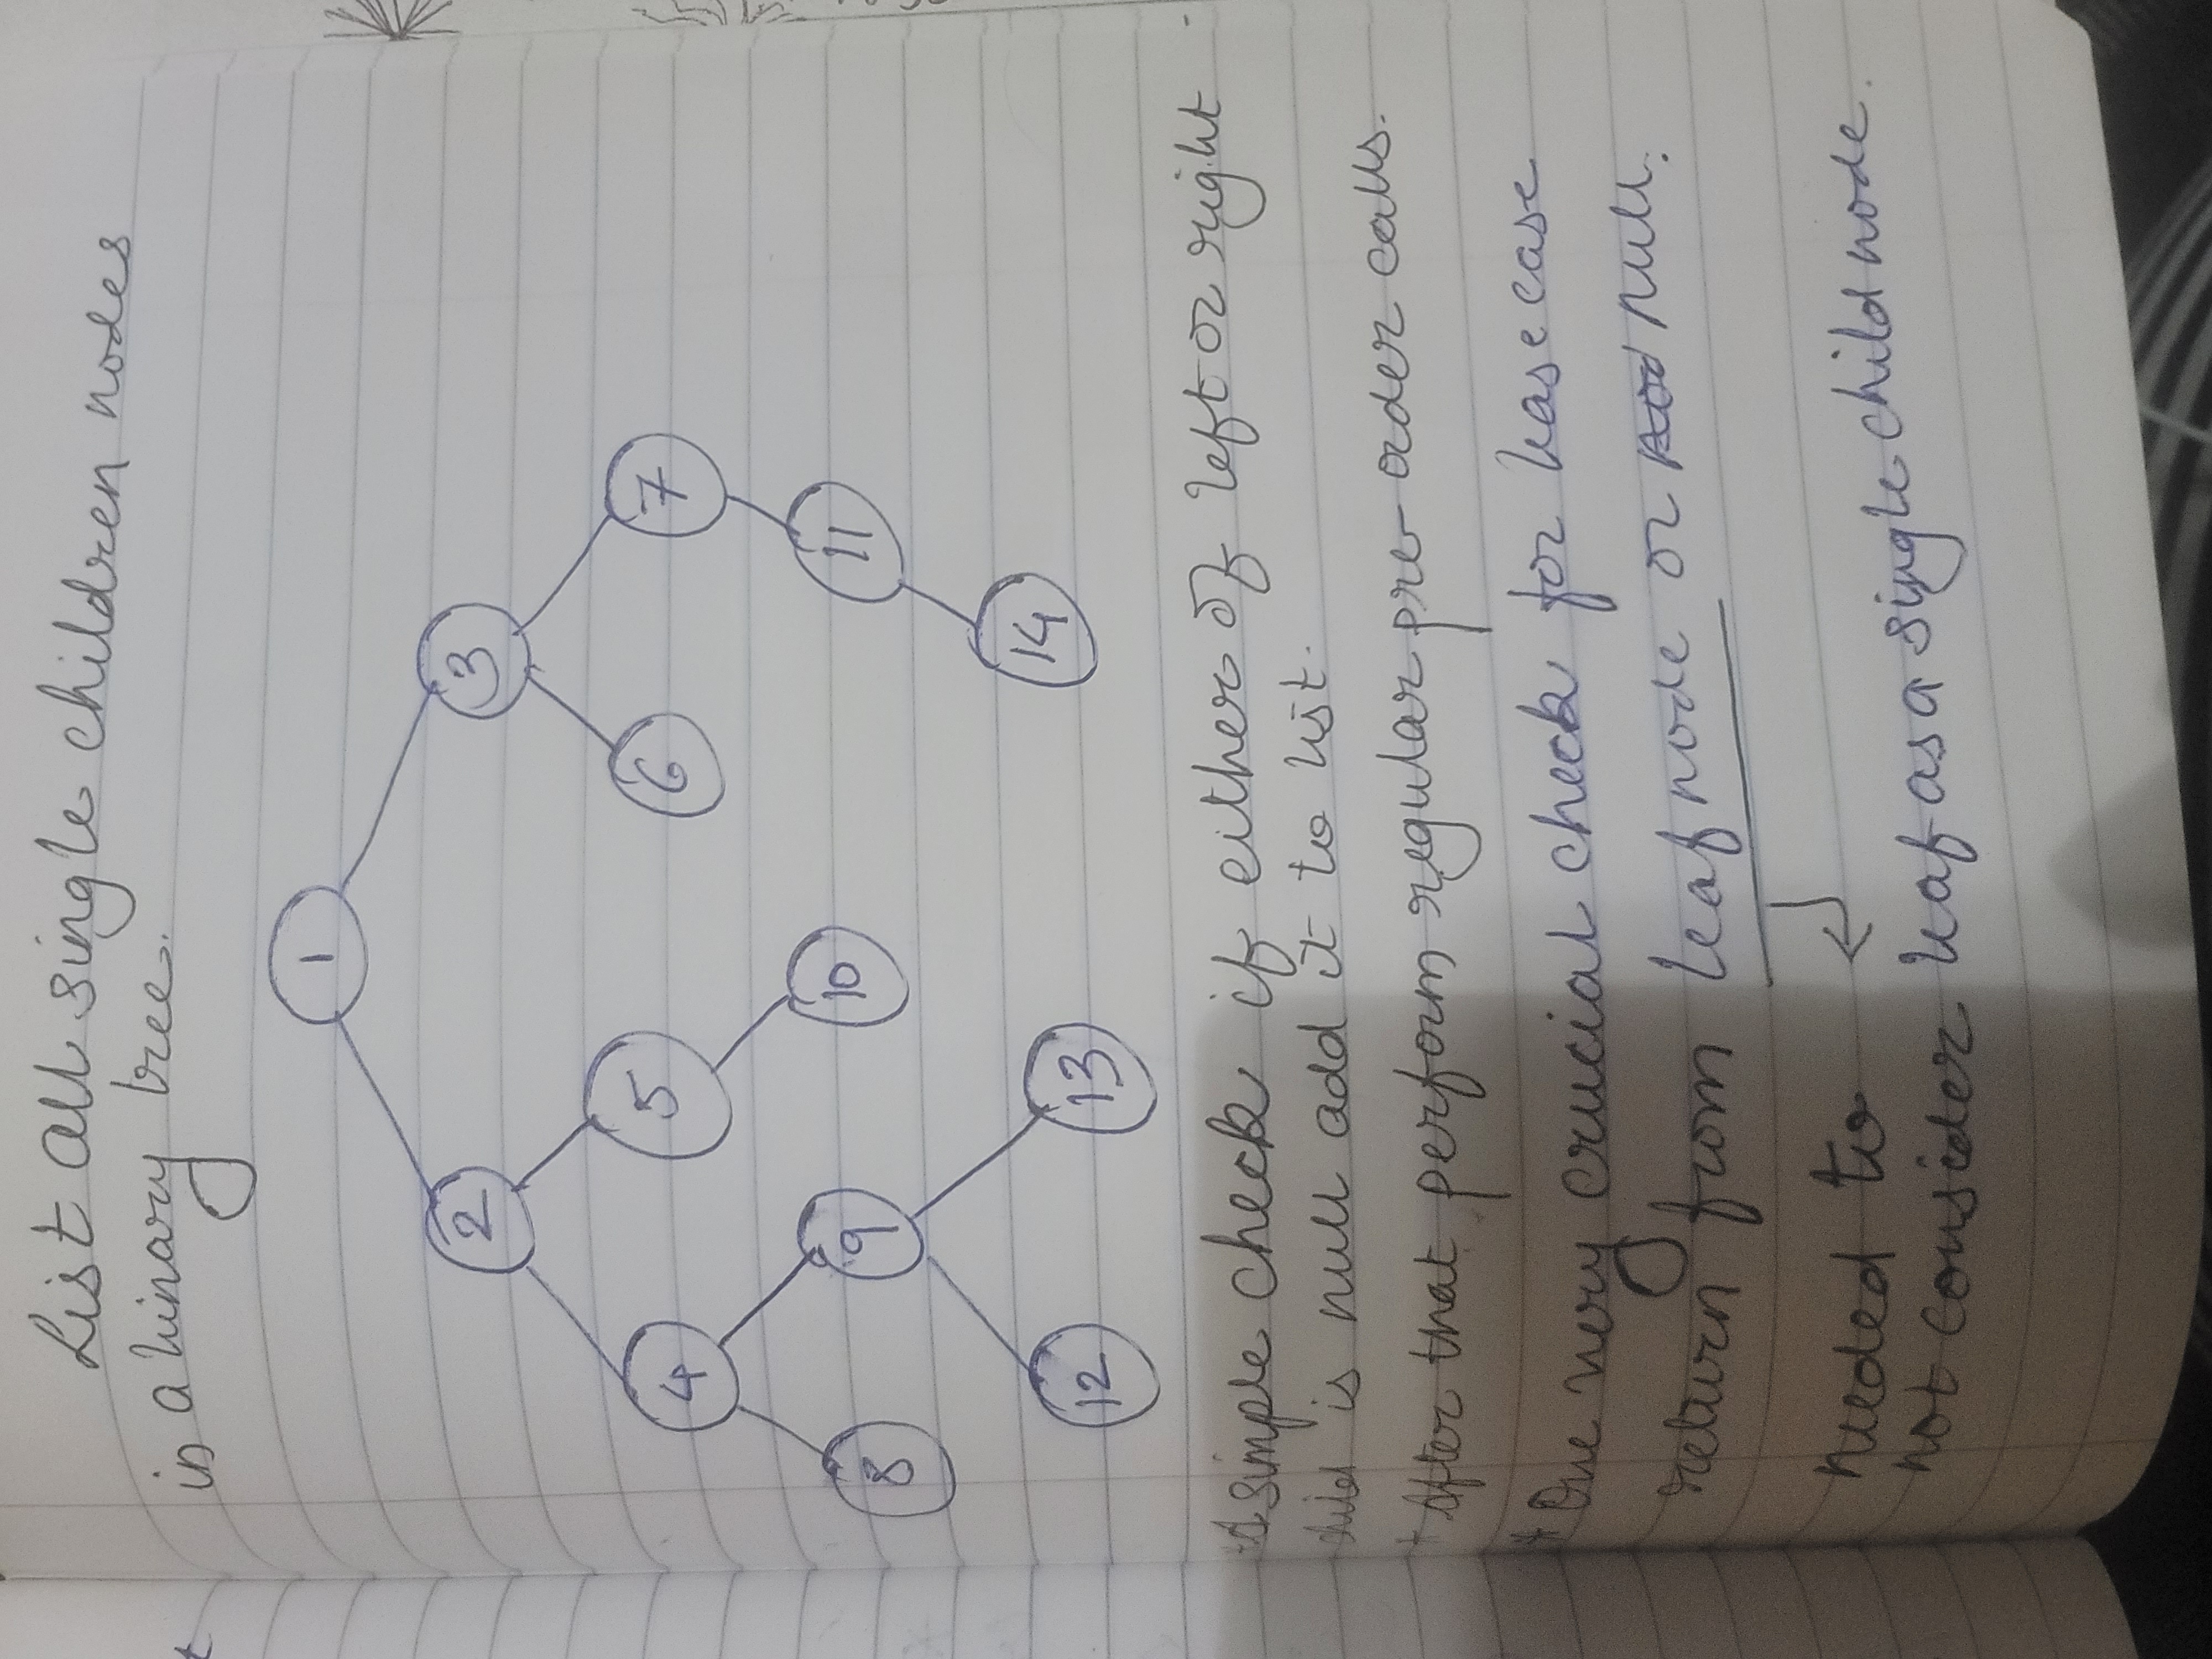 List all single children nodes
in a binary tree.
1
2 3
4 5 6 7
8 9 10 11
12 13 14
* A simple check if either of left or right
child is null add it to list.
* After that perform regular pre-order calls.
* One very crucial check for base case
return from leaf node or null.
needed to
not consider leaf as a single child node.